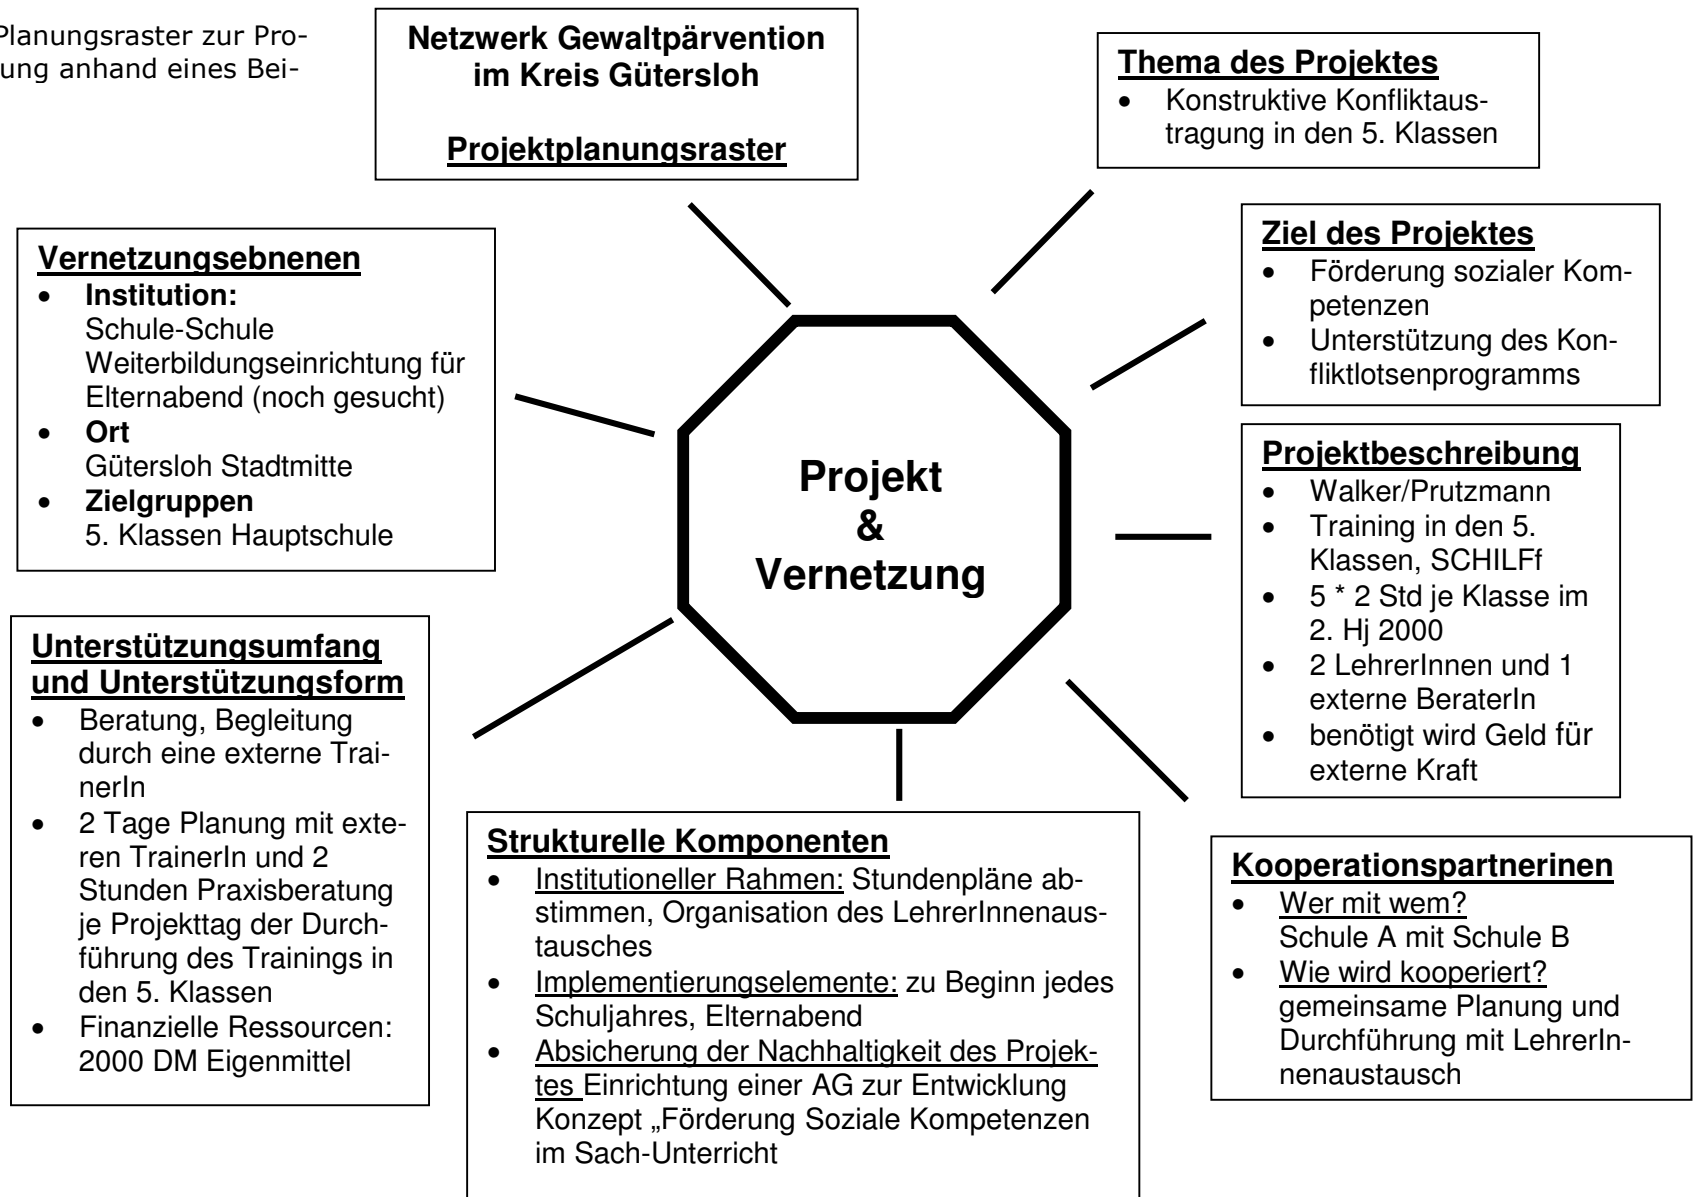 Planungsraster zur Pro-
ung anhand eines Bei-
Netzwerk Gewaltpärvention
im Kreis Gütersloh
Projektplanungsraster
Thema des Projektes
• Konstruktive Konfliktaus-
tragung in den 5. Klassen
Ziel des Projektes
• Förderung sozialer Kom-
petenzen
• Unterstützung des Kon-
fliktlotsenprogramms
Vernetzungsebnenen
• Institution:
Schule-Schule
Weiterbildungseinrichtung für
Elternabend (noch gesucht)
• Ort
Gütersloh Stadtmitte
• Zielgruppen
5. Klassen Hauptschule
Projekt
&
Vernetzung
Projektbeschreibung
• Walker/Prutzmann
• Training in den 5.
Klassen, SCHILFf
• 5 * 2 Std je Klasse im
2. Hj 2000
• 2 LehrerInnen und 1
externe BeraterIn
• benötigt wird Geld für
externe Kraft
Unterstützungsumfang
und Unterstützungsform
• Beratung, Begleitung
durch eine externe Trai-
nerIn
• 2 Tage Planung mit exte-
ren TrainerIn und 2
Stunden Praxisberatung
je Projekttag der Durch-
führung des Trainings in
den 5. Klassen
• Finanzielle Ressourcen:
2000 DM Eigenmittel
Strukturelle Komponenten
• Institutioneller Rahmen: Stundenpläne ab-
stimmen, Organisation des LehrerInnenaus-
tausches
• Implementierungselemente: zu Beginn jedes
Schuljahres, Elternabend
• Absicherung der Nachhaltigkeit des Projek-
tes Einrichtung einer AG zur Entwicklung
Konzept „Förderung Soziale Kompetenzen
im Sach-Unterricht
Kooperationspartnerinen
• Wer mit wem?
Schule A mit Schule B
• Wie wird kooperiert?
gemeinsame Planung und
Durchführung mit LehrerIn-
nenaustausch